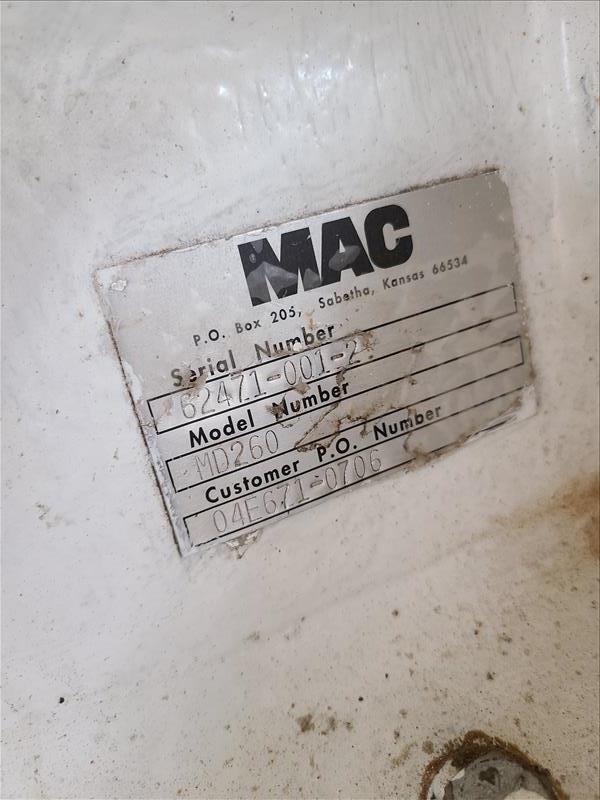 MAC
P.O. Box 205, Sabetha, Kansas 66534
Serial Number
62471-001-2
Model Number
MD260
Customer P.O. Number
04E671-0706